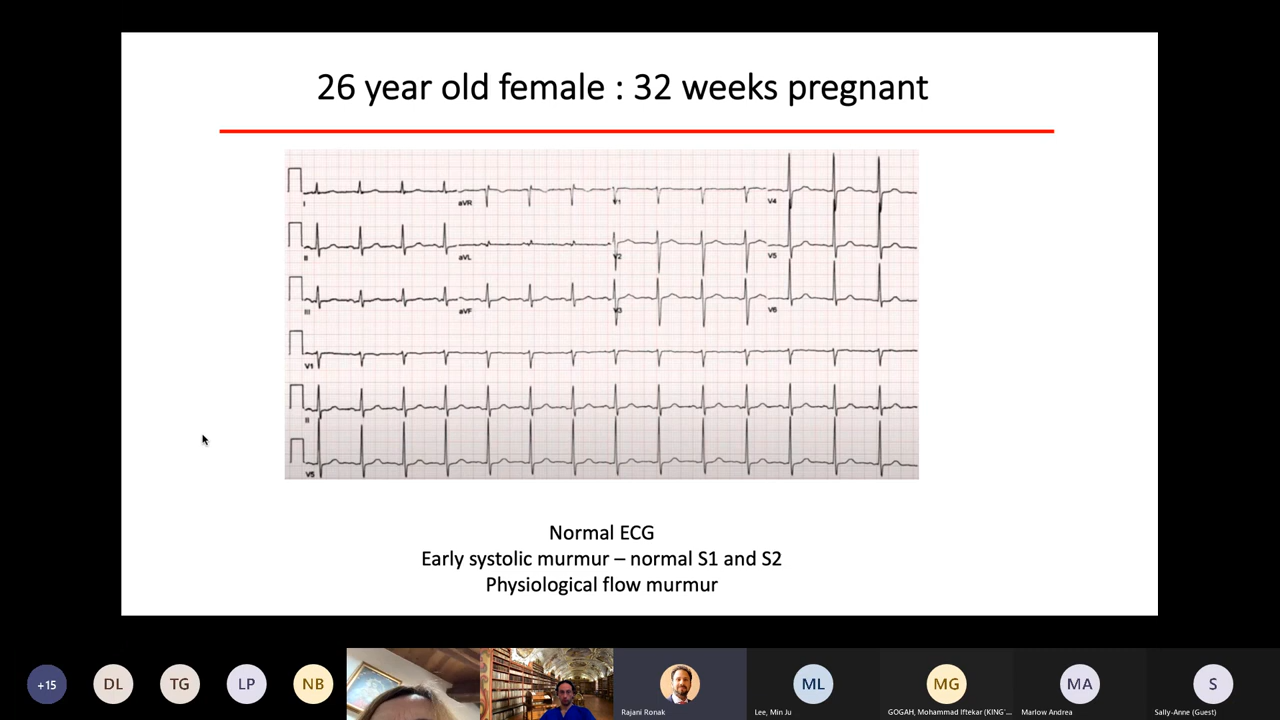 26 year old female : 32 weeks pregnant
I
aVR
V1
V4
II
aVL
V2
V5
III
aVF
V3
V6
V1
II
V5
Normal ECG
Early systolic murmur – normal S1 and S2
Physiological flow murmur
+15
DL
TG
LP
NB
Rajani Ronak
ML
Lee, Min Ju
MG
GOGAH, Mohammad Iftekar (KING'...
MA
Marlow Andrea
S
Sally-Anne (Guest)